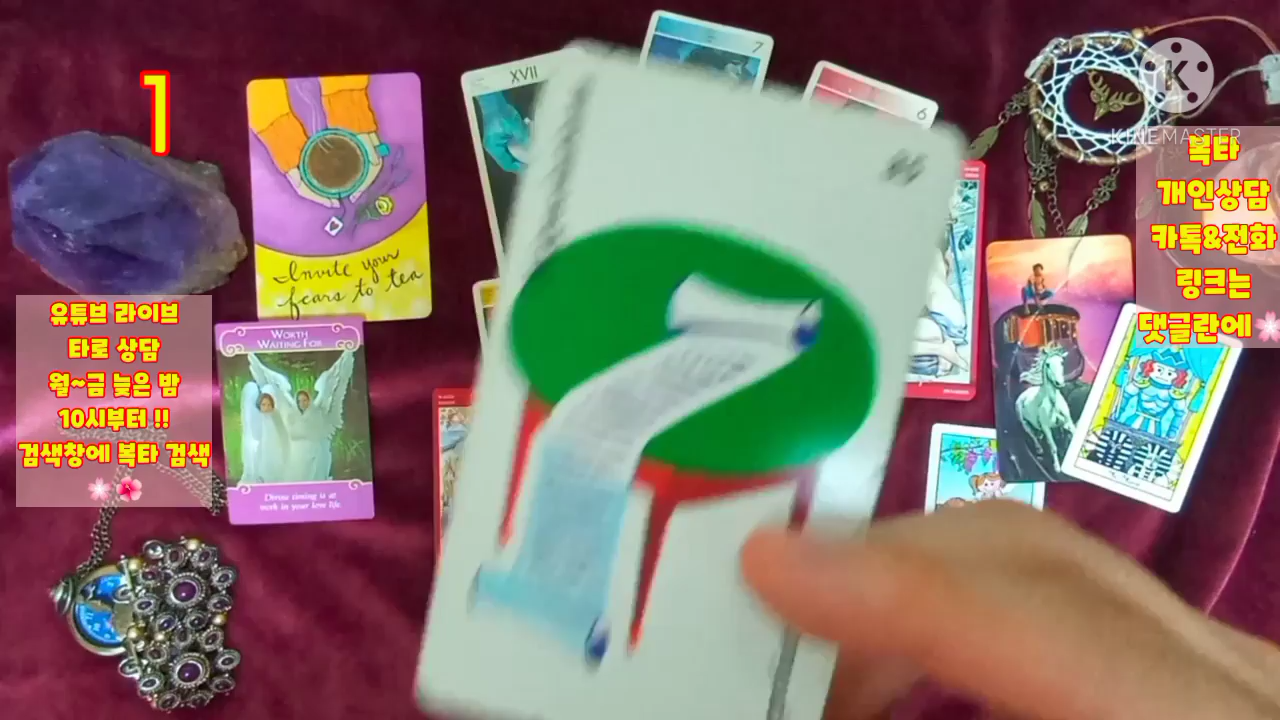 1
유튜브 라이브
타로 상담
월~금 늦은 밤
10시부터 !!
검색창에 복타 검색
Invite your
fears to tea
WORTH
WAITING FOR
Divine timing is at
work in your love life.
XVII
7
6
K
KINEMASTER
복타
개인상담
카톡&전화
링크는
댓글란에